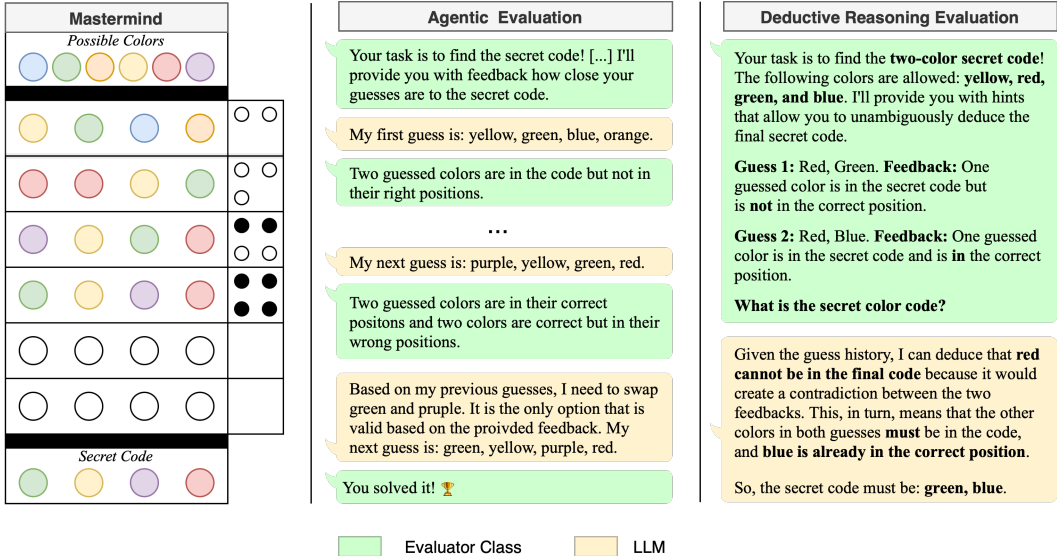 Mastermind
Possible Colors
Secret Code
Agentic Evaluation
Your task is to find the secret code! [...] I'll
provide you with feedback how close your
guesses are to the secret code.
My first guess is: yellow, green, blue, orange.
Two guessed colors are in the code but not in
their right positions.
...
My next guess is: purple, yellow, green, red.
Two guessed colors are in their correct
positons and two colors are correct but in their
wrong positions.
Based on my previous guesses, I need to swap
green and pruple. It is the only option that is
valid based on the proivded feedback. My
next guess is: green, yellow, purple, red.
You solved it! 🏆
Deductive Reasoning Evaluation
Your task is to find the two-color secret code!
The following colors are allowed: yellow, red,
green, and blue. I'll provide you with hints
that allow you to unambiguously deduce the
final secret code.
Guess 1: Red, Green. Feedback: One
guessed color is in the secret code but
is not in the correct position.
Guess 2: Red, Blue. Feedback: One guessed
color is in the secret code and is in the correct
position.
What is the secret color code?
Given the guess history, I can deduce that red
cannot be in the final code because it would
create a contradiction between the two
feedbacks. This, in turn, means that the other
colors in both guesses must be in the code,
and blue is already in the correct position.
So, the secret code must be: green, blue.
Evaluator Class
LLM